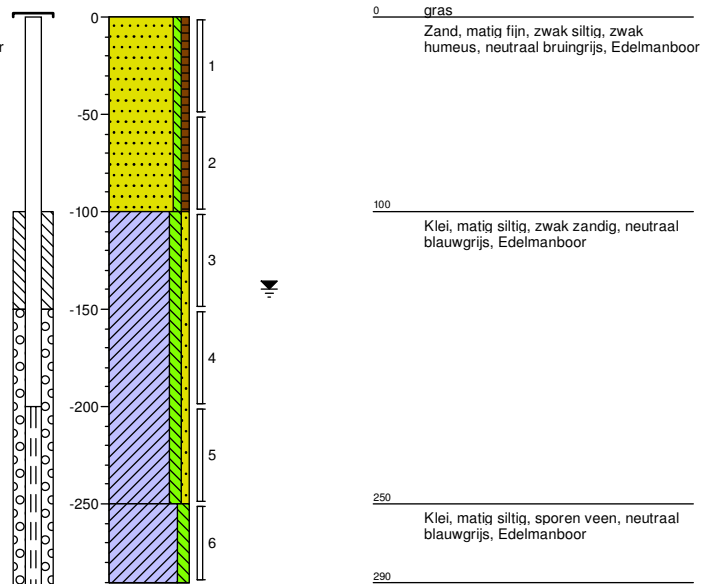 r
0
-50
-100
-150
-200
-250
1
2
3
4
5
6
0
gras
Zand, matig fijn, zwak siltig, zwak
humeus, neutraal bruingrijs, Edelmanboor
100
Klei, matig siltig, zwak zandig, neutraal
blauwgrijs, Edelmanboor
250
Klei, matig siltig, sporen veen, neutraal
blauwgrijs, Edelmanboor
290